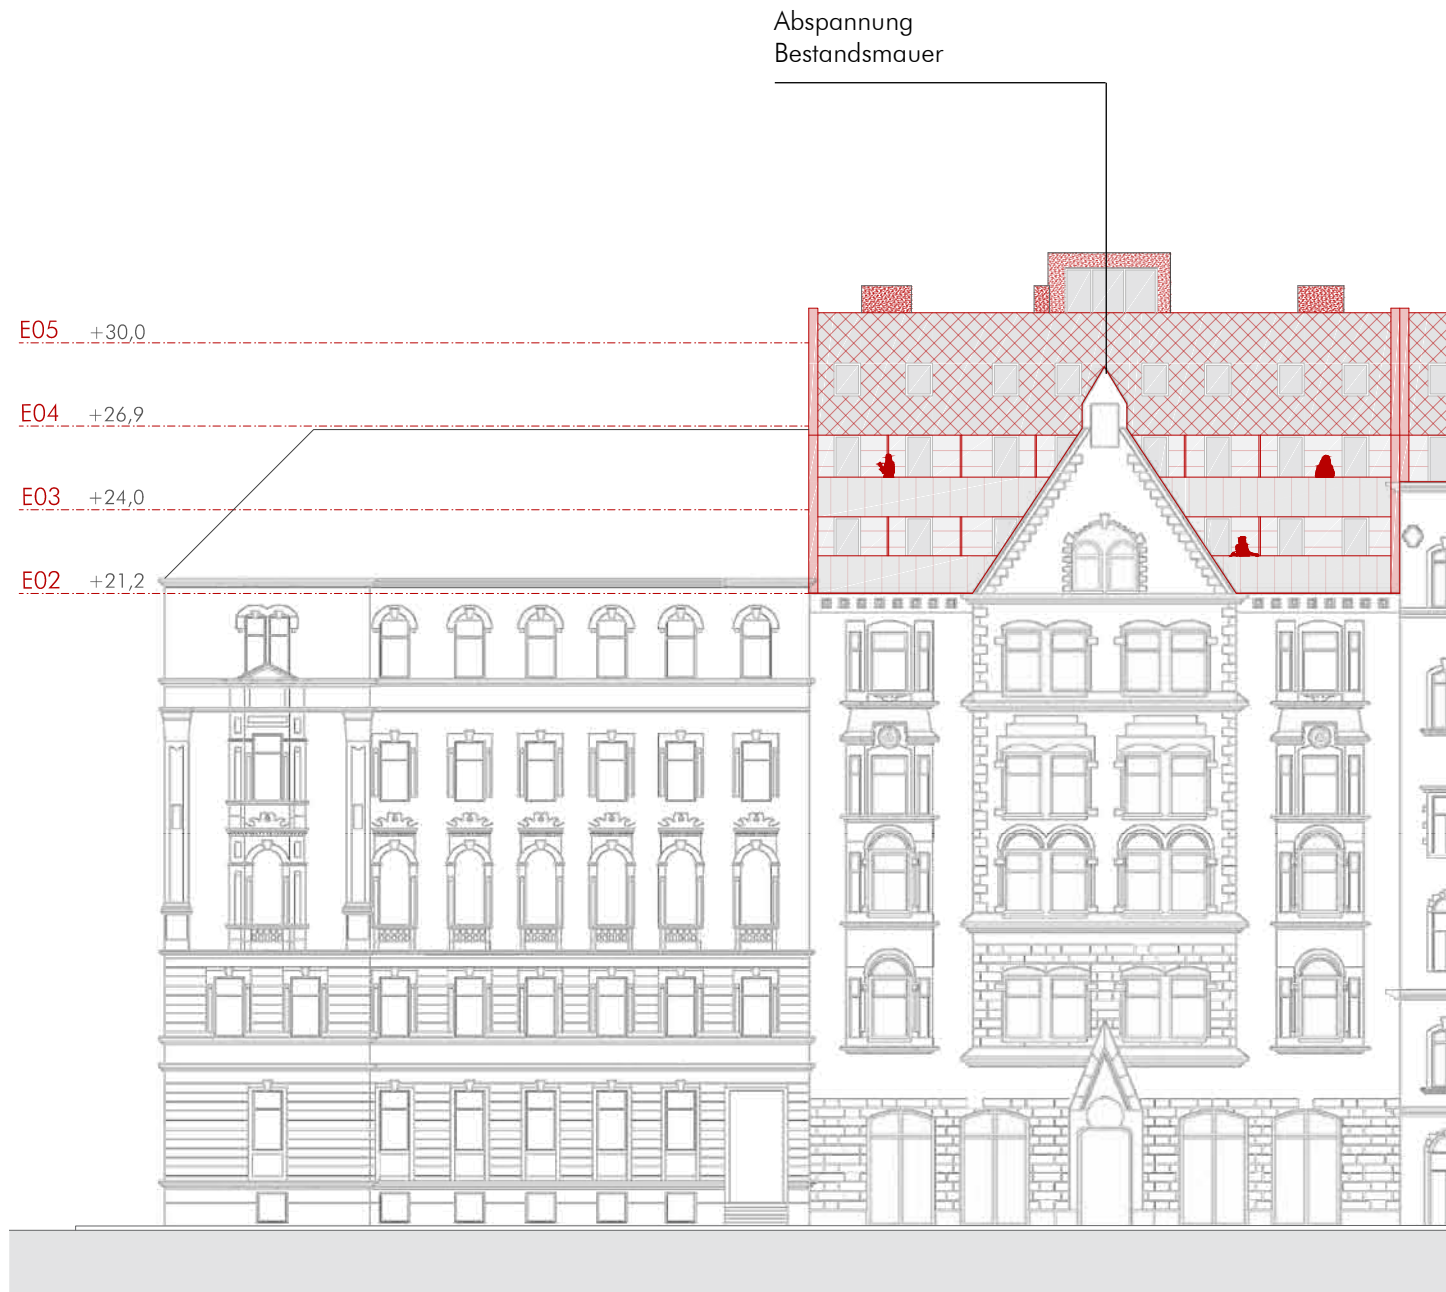 Abspannung
Bestandsmauer
E05 +30,0
E04 +26,9
E03 +24,0
E02 +21,2